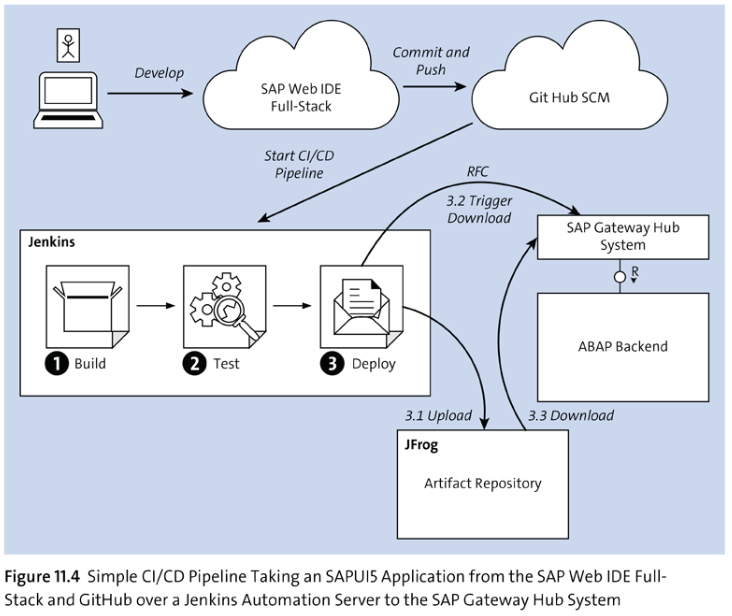 Develop
SAP Web IDE
Full-Stack
Commit and
Push
Git Hub SCM
Start CI/CD
Pipeline
RFC
3.2 Trigger
Download
SAP Gateway Hub
System
R
ABAP Backend
Jenkins
1 Build
2 Test
3 Deploy
3.1 Upload
3.3 Download
JFrog
Artifact Repository
Figure 11.4 Simple CI/CD Pipeline Taking an SAPUI5 Application from the SAP Web IDE Full-
Stack and GitHub over a Jenkins Automation Server to the SAP Gateway Hub System